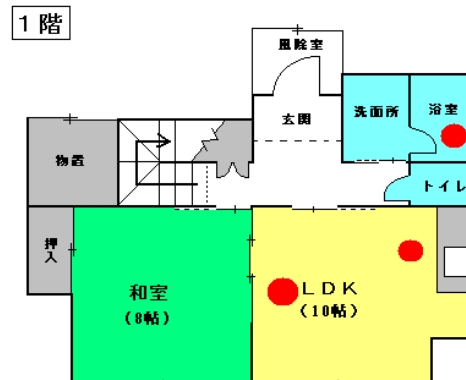 1階
風除室
浴室
洗面所
玄関
物置
トイレ
押入
和室
(8帖)
LDK
(10帖)